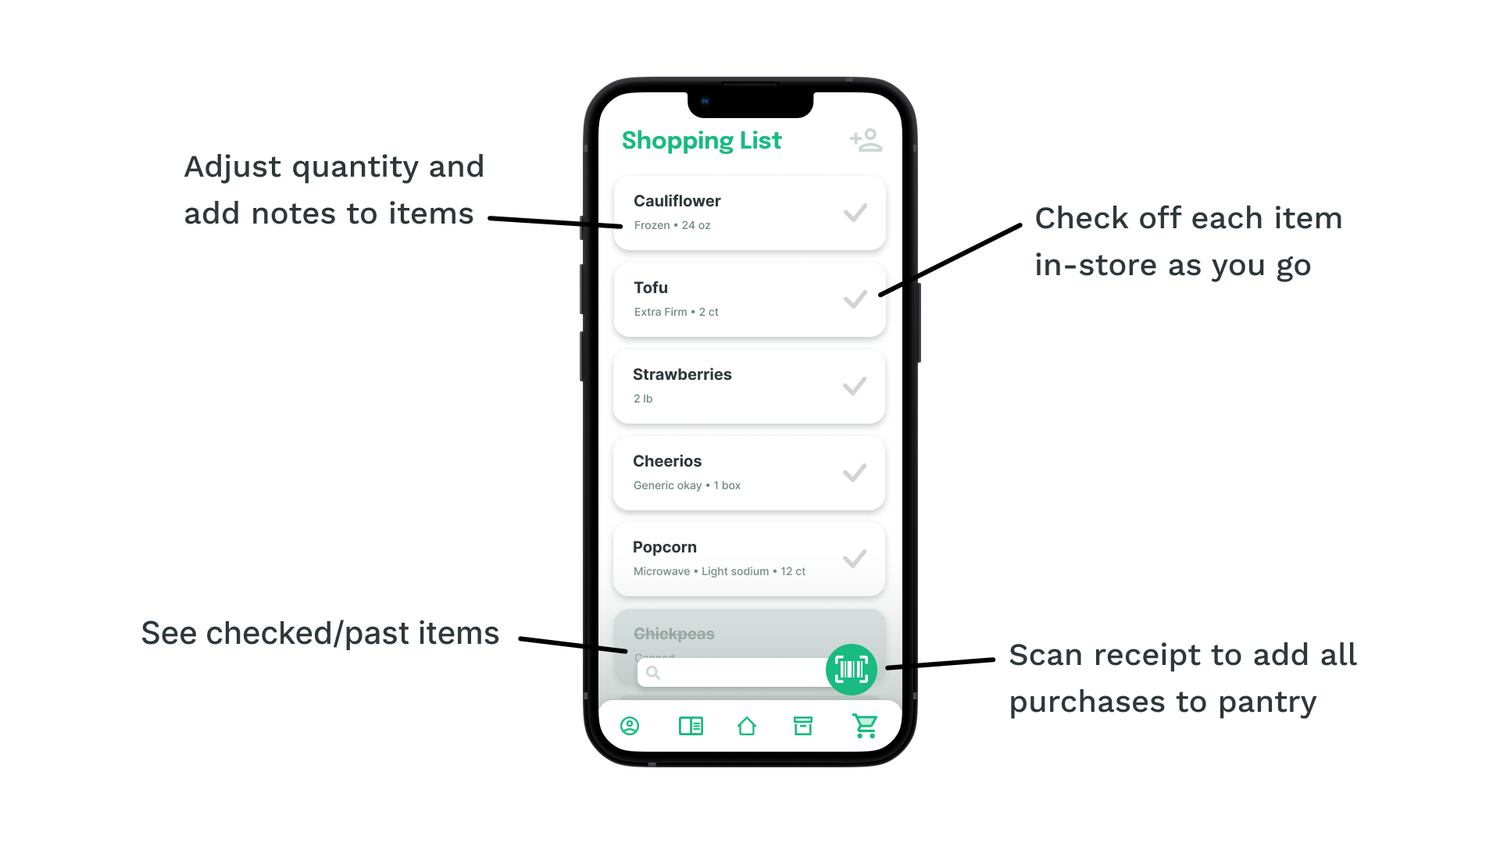 Adjust quantity and
add notes to items
Check off each item
in-store as you go
See checked/past items
Scan receipt to add all
purchases to pantry
Shopping List
Cauliflower
Frozen • 24 oz
Tofu
Extra Firm • 2 ct
Strawberries
2 lb
Cheerios
Generic okay • 1 box
Popcorn
Microwave • Light sodium • 12 ct
Chickpeas